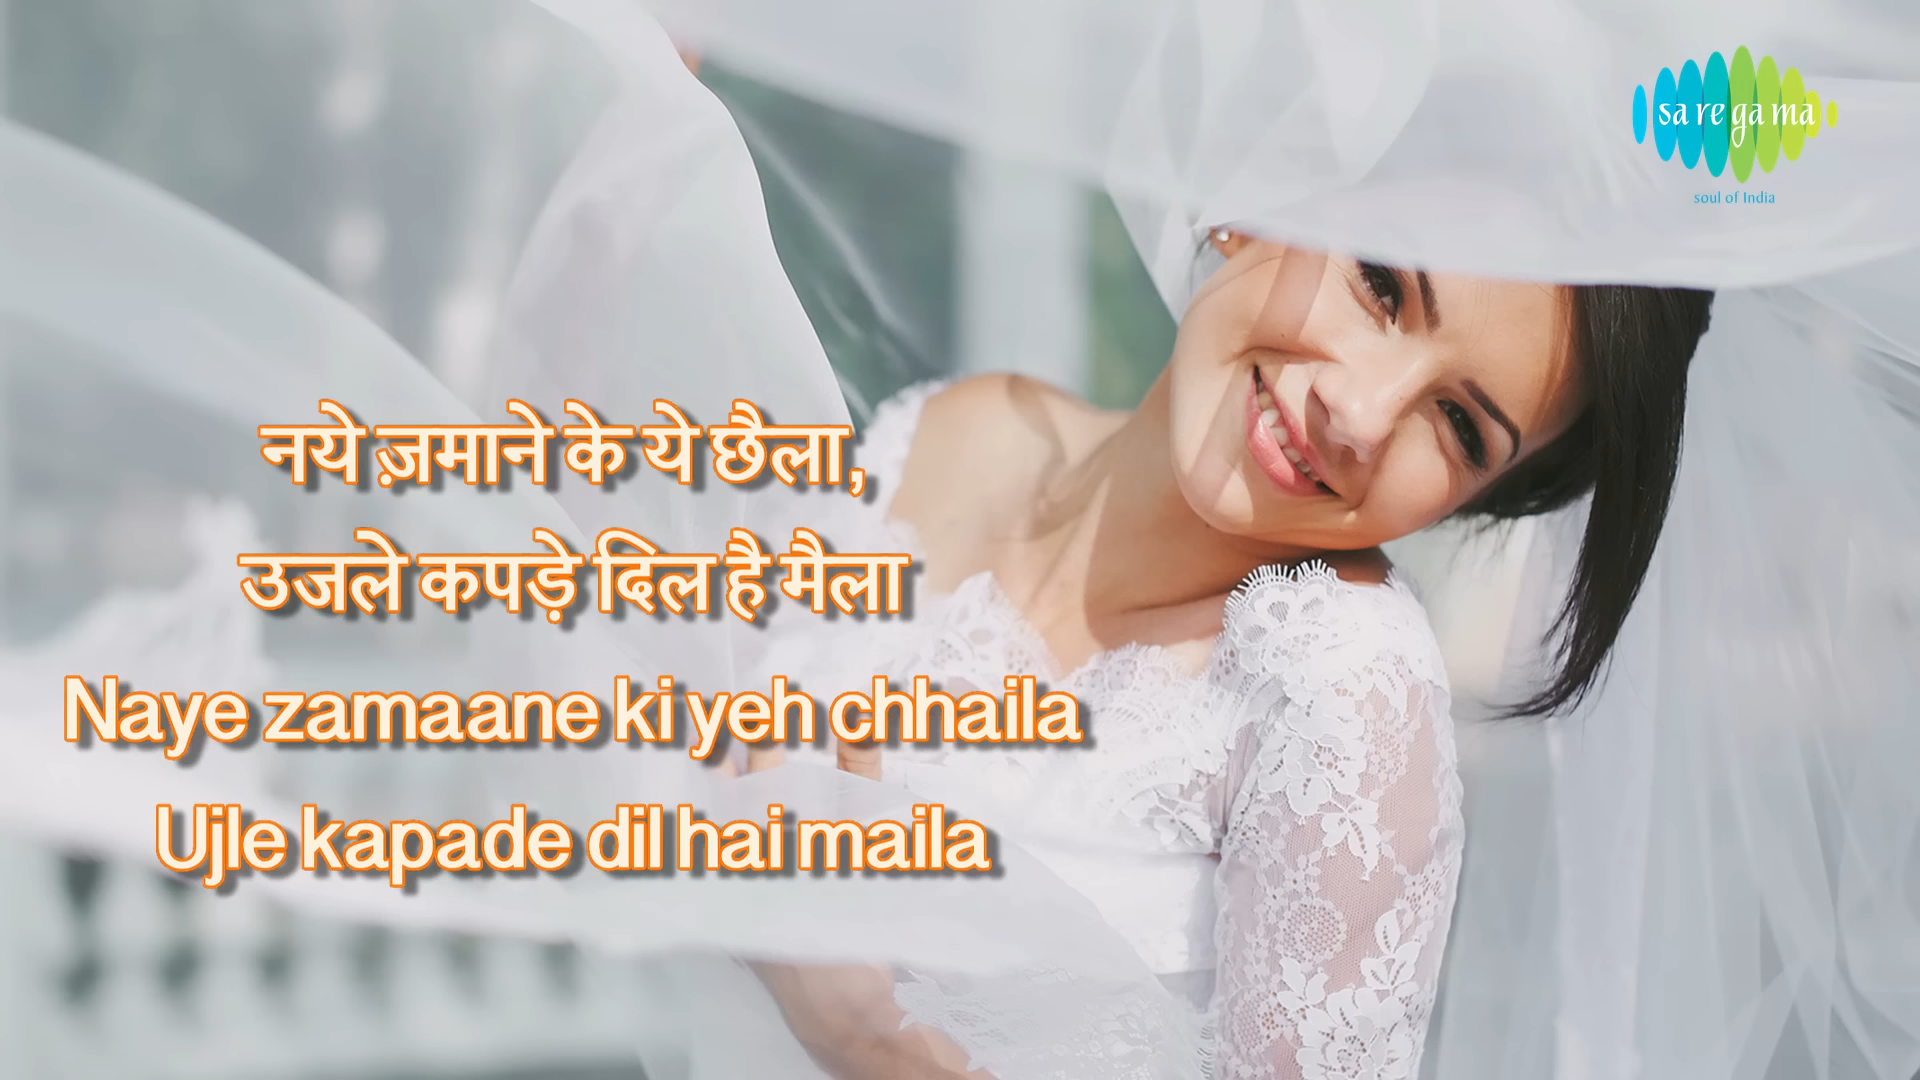 sa re ga ma
soul of India
नये ज़माने के ये छैला,
उजले कपड़े दिल है मैला
Naye zamaane ki yeh chhaila
Ujle kapade dil hai maila